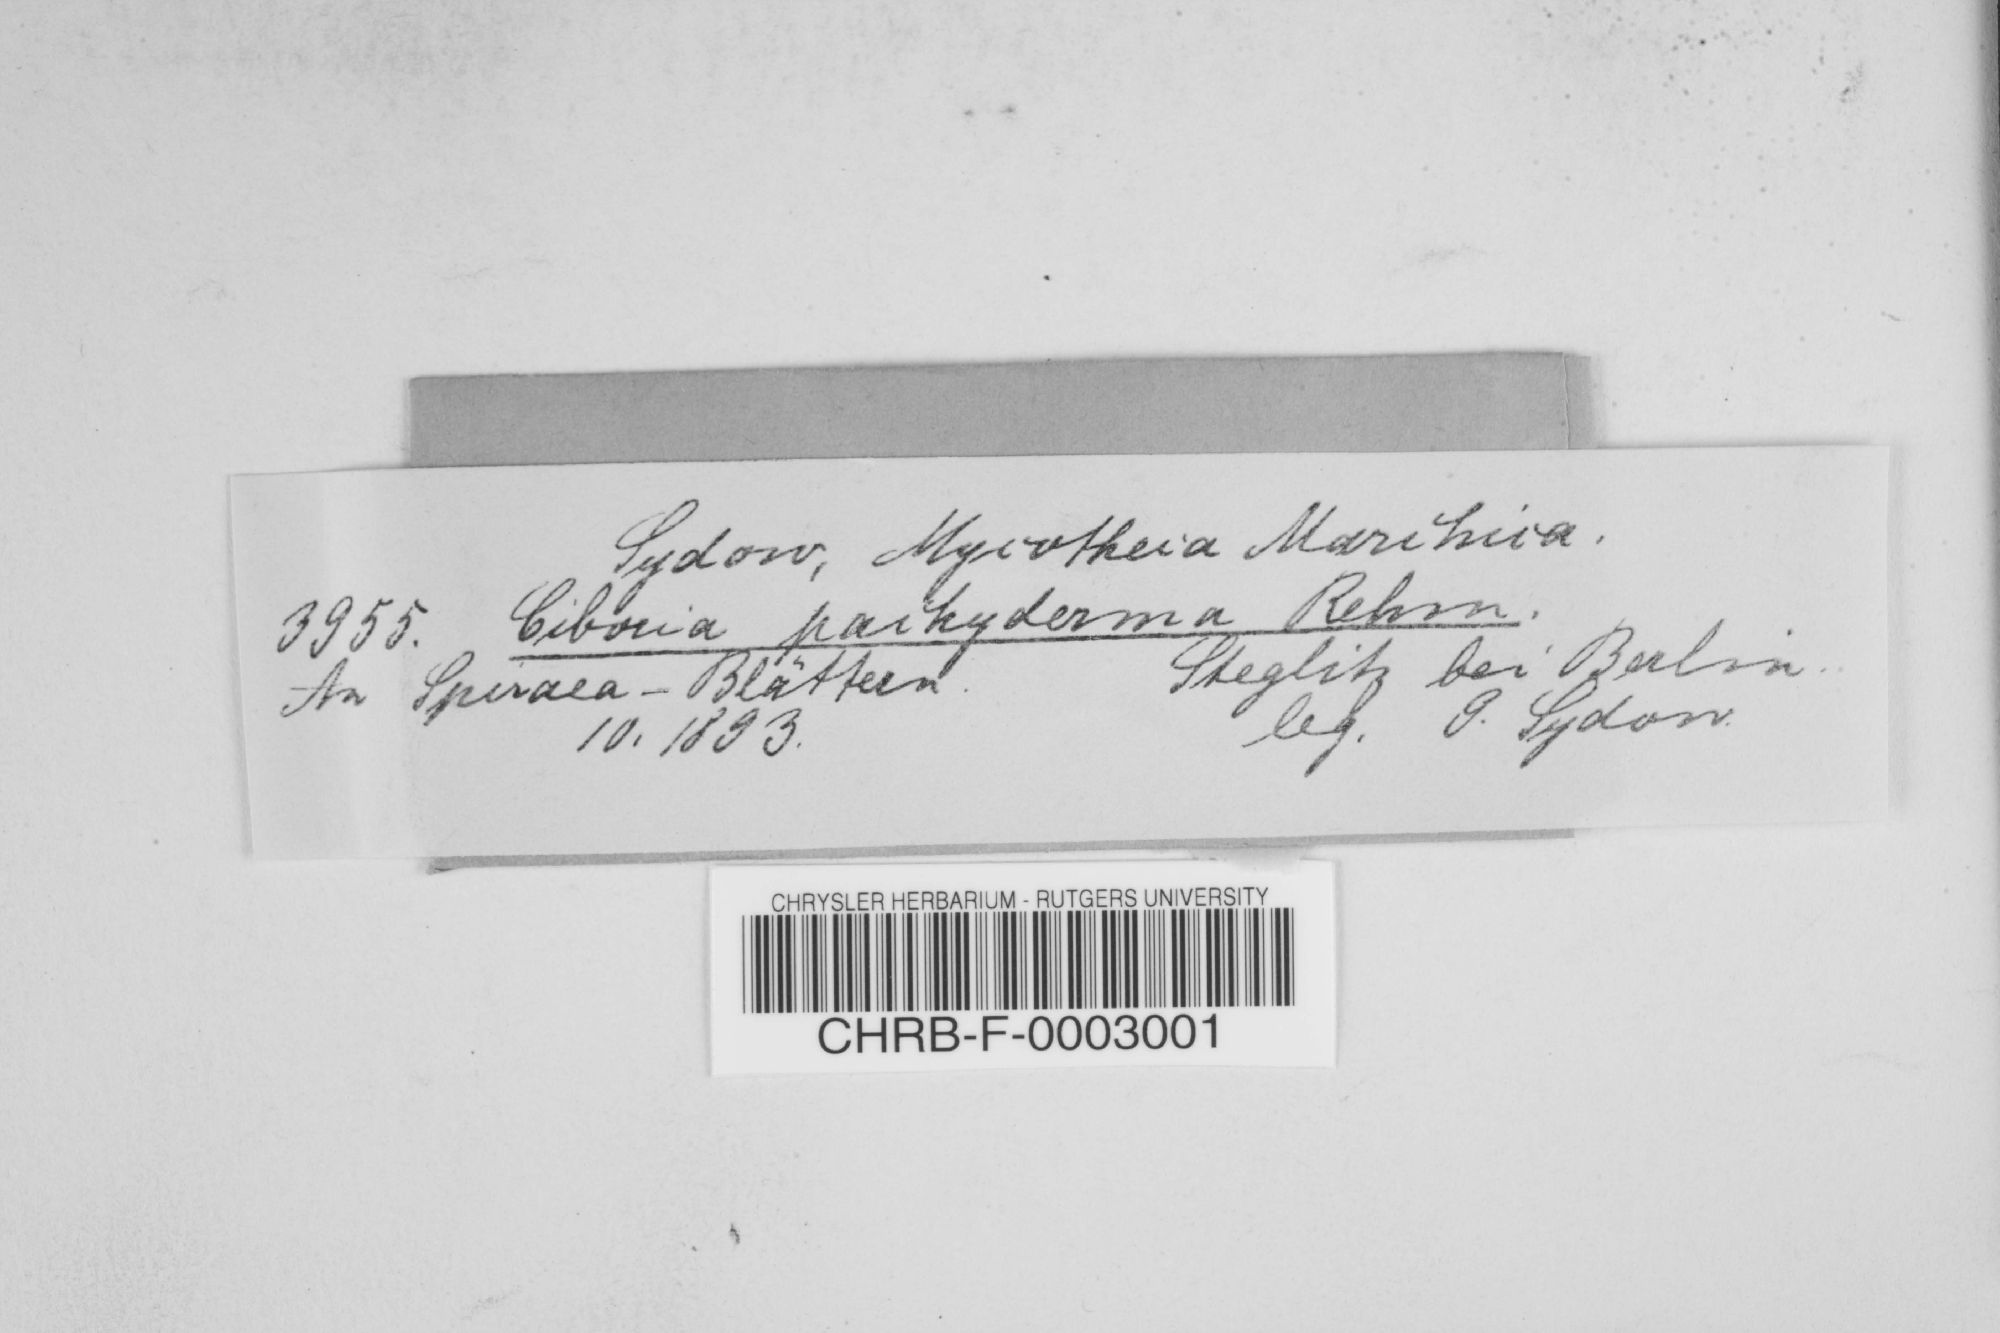 Sydow, Mycotheca Marchica.
3955. Ciboria pachyderma Rehm.
An Spiraea-Blättern. Steglitz bei Berlin.
10. 1893. leg. P. Sydow.
CHRYSLER HERBARIUM - RUTGERS UNIVERSITY
CHRB-F-0003001